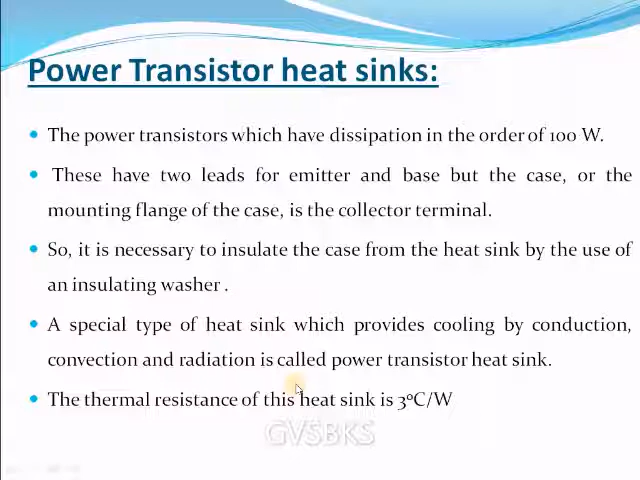 Power Transistor heat sinks:
• The power transistors which have dissipation in the order of 100 W.
• These have two leads for emitter and base but the case, or the
mounting flange of the case, is the collector terminal.
• So, it is necessary to insulate the case from the heat sink by the use of
an insulating washer .
• A special type of heat sink which provides cooling by conduction,
convection and radiation is called power transistor heat sink.
• The thermal resistance of this heat sink is 3°C/W
GVSBKS